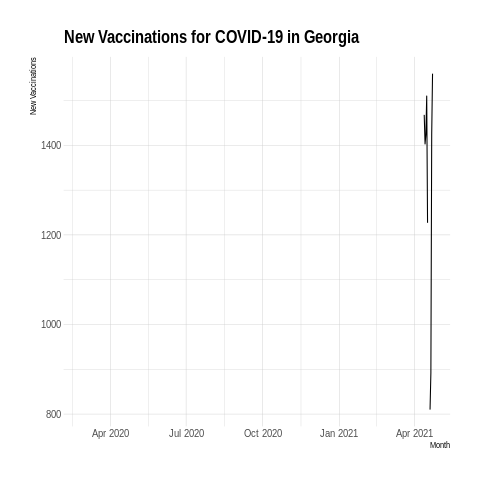 New Vaccinations for COVID-19 in Georgia
New Vaccinations
1400
1200
1000
800
Apr 2020 Jul 2020 Oct 2020 Jan 2021 Apr 2021
Month